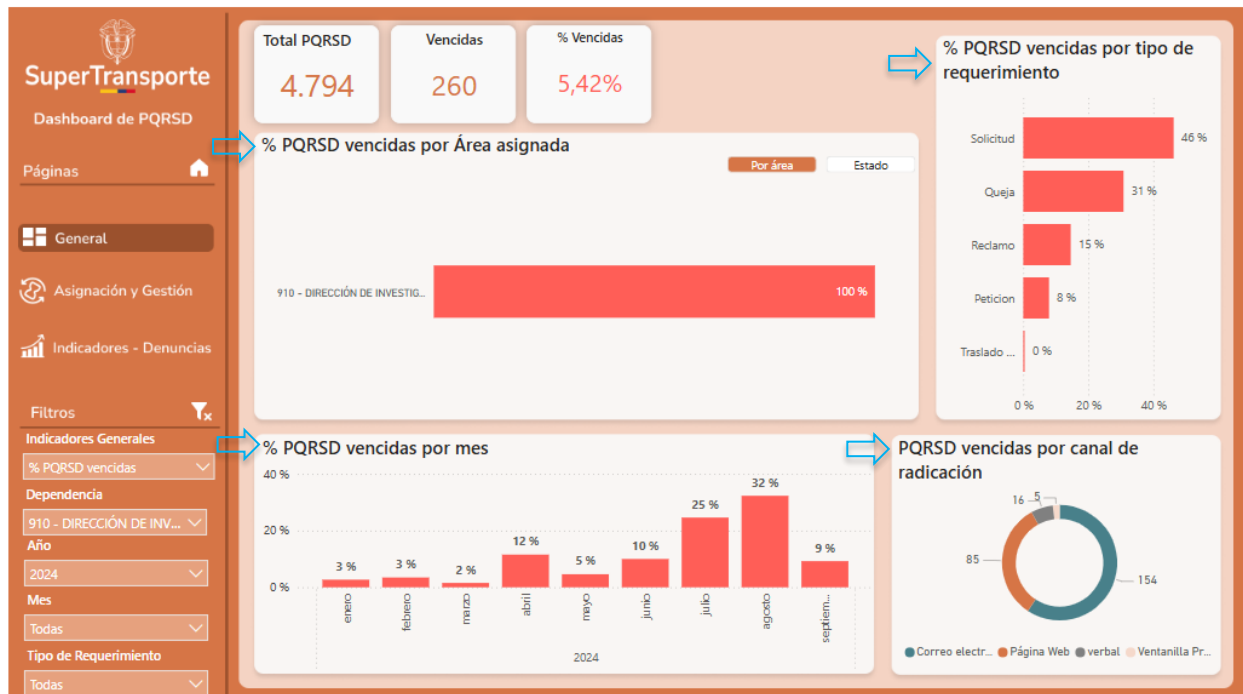 SuperTransporte
Dashboard de PQRSD
Páginas
General
Asignación y Gestión
Indicadores - Denuncias
Filtros
Indicadores Generales
% PQRSD vencidas
Dependencia
910 - DIRECCIÓN DE INV...
Año
2024
Mes
Todas
Tipo de Requerimiento
Todas
Total PQRSD
4.794
Vencidas
260
% Vencidas
5,42%
% PQRSD vencidas por Área asignada
Por área
Estado
910 - DIRECCIÓN DE INVESTIG...
100 %
% PQRSD vencidas por tipo de
requerimiento
Solicitud
46 %
Queja
31 %
Reclamo
15 %
Peticion
8 %
Traslado ...
0 %
0 %
20 %
40 %
% PQRSD vencidas por mes
40 %
20 %
0 %
3 %
3 %
2 %
12 %
5 %
10 %
25 %
32 %
9 %
enero
febrero
marzo
abril
mayo
junio
julio
agosto
septiem...
2024
PQRSD vencidas por canal de
radicación
16
5
85
154
Correo electr...
Página Web
verbal
Ventanilla Pr...